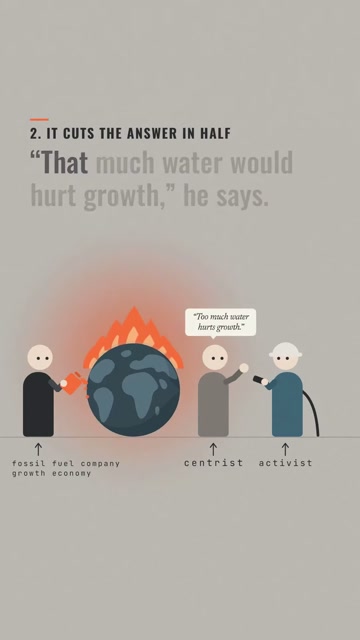 2. IT CUTS THE ANSWER IN HALF
“That much water would
hurt growth,” he says.
“Too much water
hurts growth.”
fossil fuel company
growth economy
centrist
activist